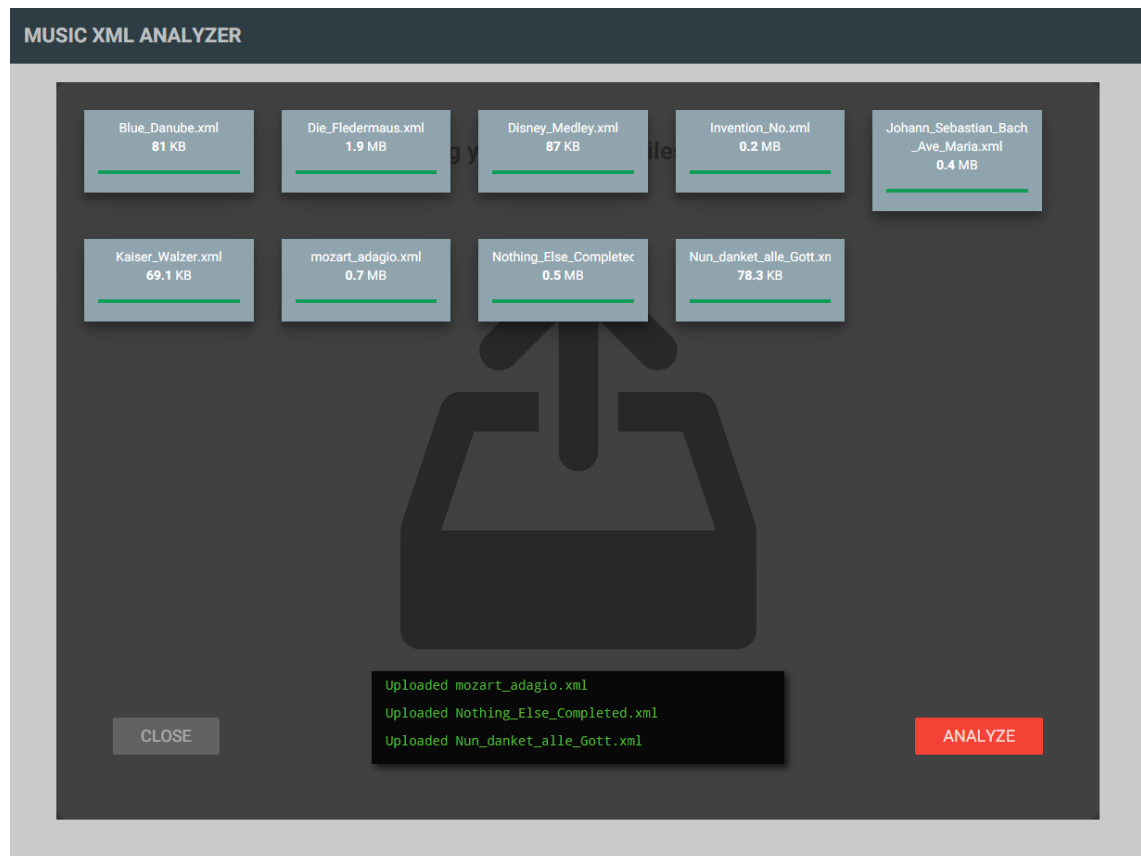 MUSIC XML ANALYZER
Blue_Danube.xml
81 KB
Die_Fledermaus.xml
1.9 MB
Disney_Medley.xml
87 KB
Invention_No.xml
0.2 MB
Johann_Sebastian_Bach
_Ave_Maria.xml
0.4 MB
Kaiser_Walzer.xml
69.1 KB
mozart_adagio.xml
0.7 MB
Nothing_Else_Completec
0.5 MB
Nun_danket_alle_Gott.xn
78.3 KB
Uploaded mozart_adagio.xml
Uploaded Nothing_Else_Completed.xml
Uploaded Nun_danket_alle_Gott.xml
CLOSE
ANALYZE